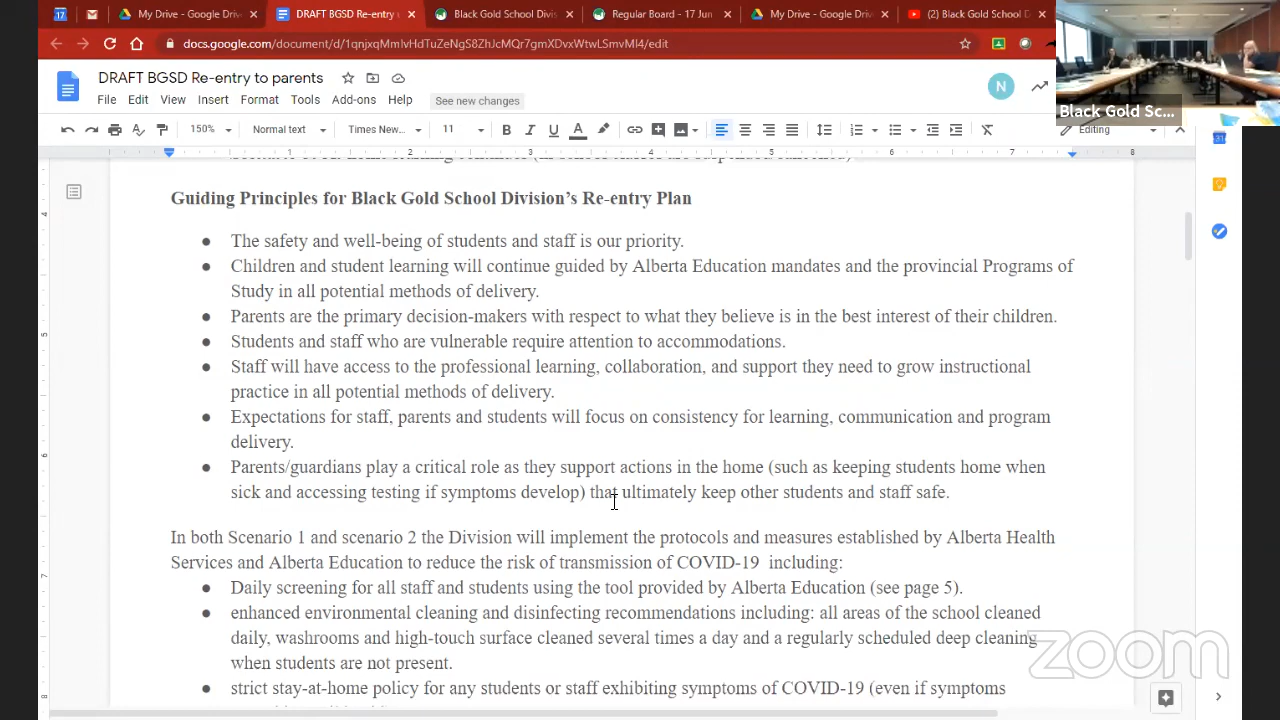 My Drive - Google Drive
DRAFT BGSD Re-entry
Black Gold School Divis
Regular Board - 17 Jun
My Drive - Google Drive
(2) Black Gold School D
docs.google.com/document/d/1qnjxqMmIvHdTuZeNgS8ZhJcMQr7gmXDvxWtwLSmvMI4/edit
DRAFT BGSD Re-entry to parents
N
File Edit View Insert Format Tools Add-ons Help See new changes
Black Gold Sc...
150% Normal text Times New... 11 B I U A Editing
1 2 3 4 5 6 7 8
Guiding Principles for Black Gold School Division's Re-entry Plan
● The safety and well-being of students and staff is our priority.
● Children and student learning will continue guided by Alberta Education mandates and the provincial Programs of
Study in all potential methods of delivery.
● Parents are the primary decision-makers with respect to what they believe is in the best interest of their children.
● Students and staff who are vulnerable require attention to accommodations.
● Staff will have access to the professional learning, collaboration, and support they need to grow instructional
practice in all potential methods of delivery.
● Expectations for staff, parents and students will focus on consistency for learning, communication and program
delivery.
● Parents/guardians play a critical role as they support actions in the home (such as keeping students home when
sick and accessing testing if symptoms develop) that ultimately keep other students and staff safe.
In both Scenario 1 and scenario 2 the Division will implement the protocols and measures established by Alberta Health
Services and Alberta Education to reduce the risk of transmission of COVID-19 including:
● Daily screening for all staff and students using the tool provided by Alberta Education (see page 5).
● enhanced environmental cleaning and disinfecting recommendations including: all areas of the school cleaned
daily, washrooms and high-touch surface cleaned several times a day and a regularly scheduled deep cleaning
when students are not present.
● strict stay-at-home policy for any students or staff exhibiting symptoms of COVID-19 (even if symptoms
zoom